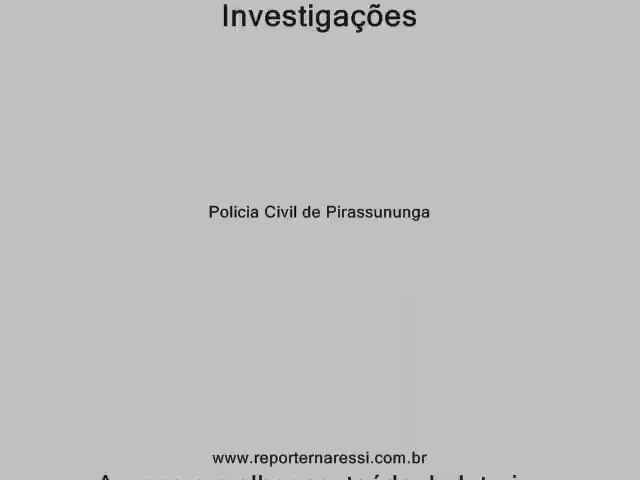 Investigações
Policia Civil de Pirassununga
www.reporternaressi.com.br